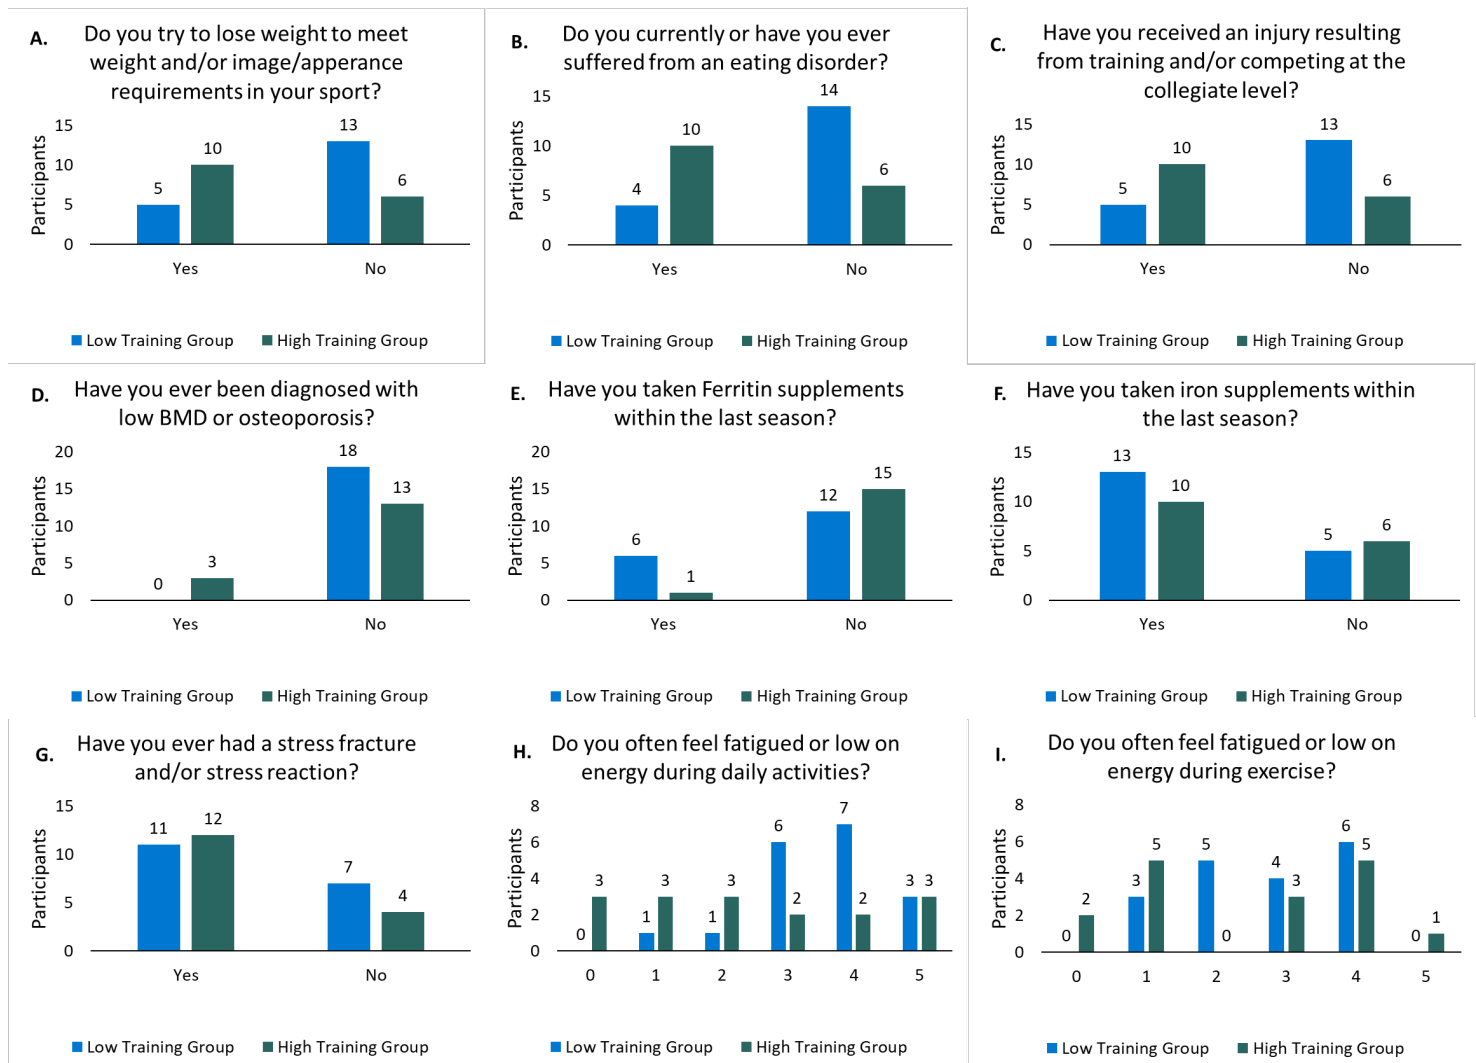 A. Do you try to lose weight to meet
weight and/or image/apperance
requirements in your sport?
Participants
15
10
5
0
5
10
13
6
Yes
No
Low Training Group
High Training Group
B. Do you currently or have you ever
suffered from an eating disorder?
Participants
15
10
5
0
4
10
14
6
Yes
No
Low Training Group
High Training Group
C. Have you received an injury resulting
from training and/or competing at the
collegiate level?
Participants
15
10
5
0
5
10
13
6
Yes
No
Low Training Group
High Training Group
D. Have you ever been diagnosed with
low BMD or osteoporosis?
Participants
20
15
10
5
0
0
3
18
13
Yes
No
Low Training Group
High Training Group
E. Have you taken Ferritin supplements
within the last season?
Participants
20
15
10
5
0
6
1
12
15
Yes
No
Low Training Group
High Training Group
F. Have you taken iron supplements within
the last season?
Participants
15
10
5
0
13
10
5
6
Yes
No
Low Training Group
High Training Group
G. Have you ever had a stress fracture
and/or stress reaction?
Participants
15
10
5
0
11
12
7
4
Yes
No
Low Training Group
High Training Group
H. Do you often feel fatigued or low on
energy during daily activities?
Participants
8
6
4
2
0
0
3
1
3
1
3
6
2
7
2
3
3
0
1
2
3
4
5
Low Training Group
High Training Group
I. Do you often feel fatigued or low on
energy during exercise?
Participants
8
6
4
2
0
0
2
3
5
5
0
4
3
6
5
0
1
0
1
2
3
4
5
Low Training Group
High Training Group